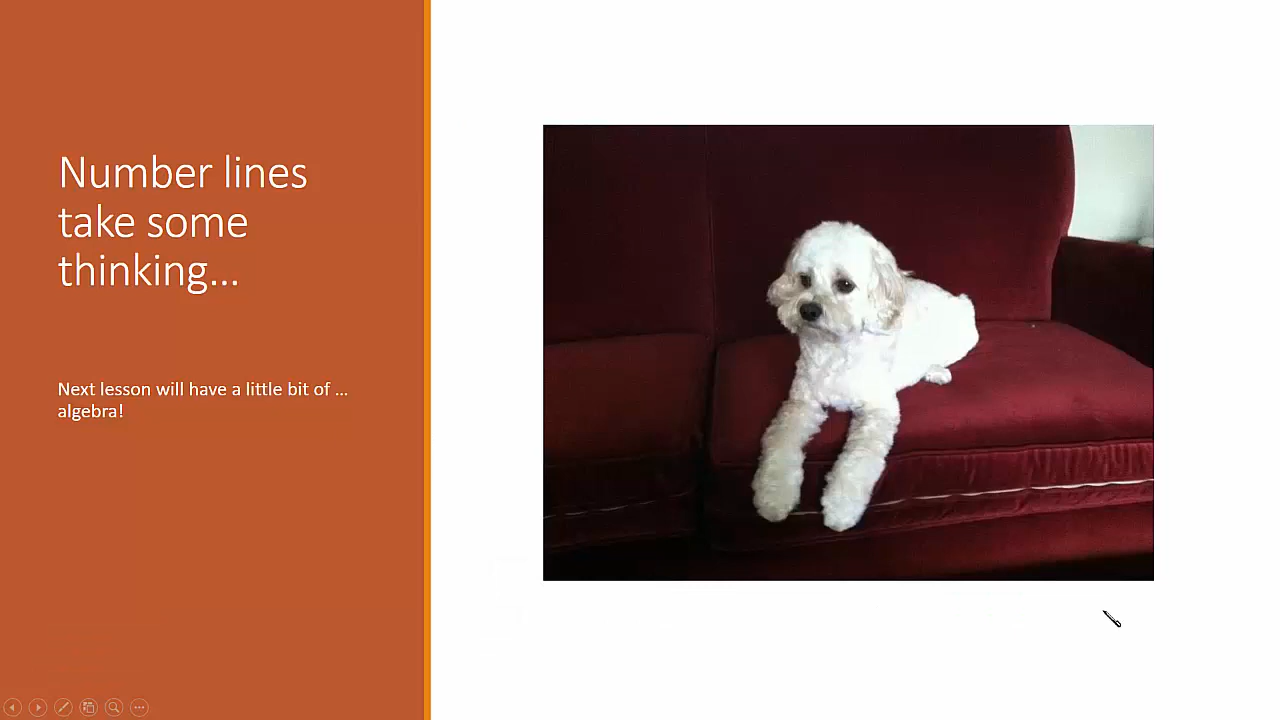 Number lines
take some
thinking...
Next lesson will have a little bit of ...
algebra!